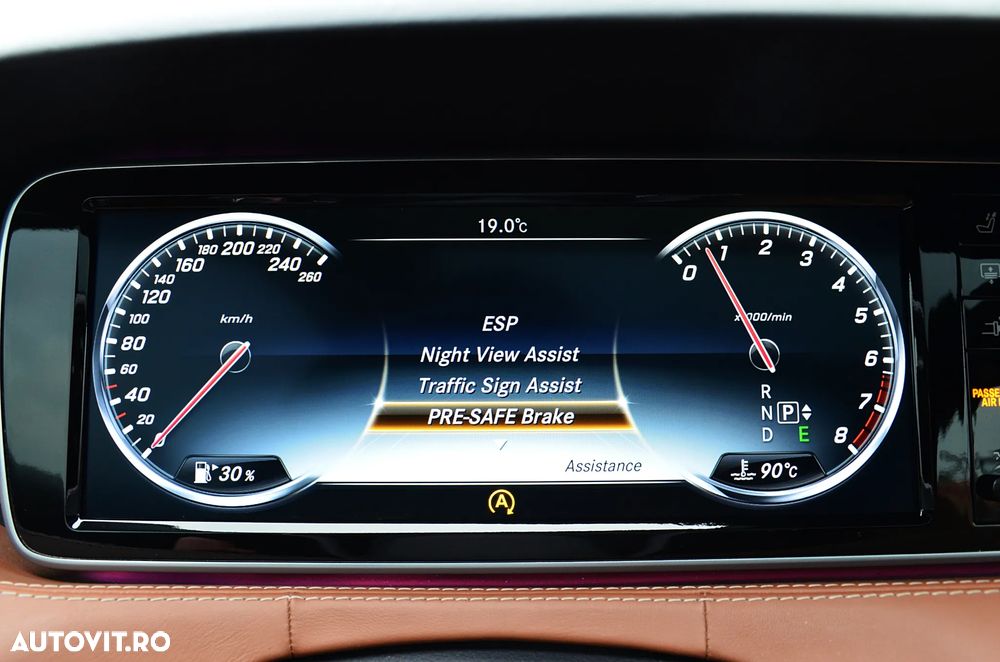 19.0°C
20
40
60
80
100
120
140
160
180
200
220
240
260
km/h
ESP
Night View Assist
Traffic Sign Assist
PRE-SAFE Brake
Assistance
30 %
A
0
1
2
3
4
5
6
7
8
R
N P
D E
90°C
AIR
AUTOVIT.RO